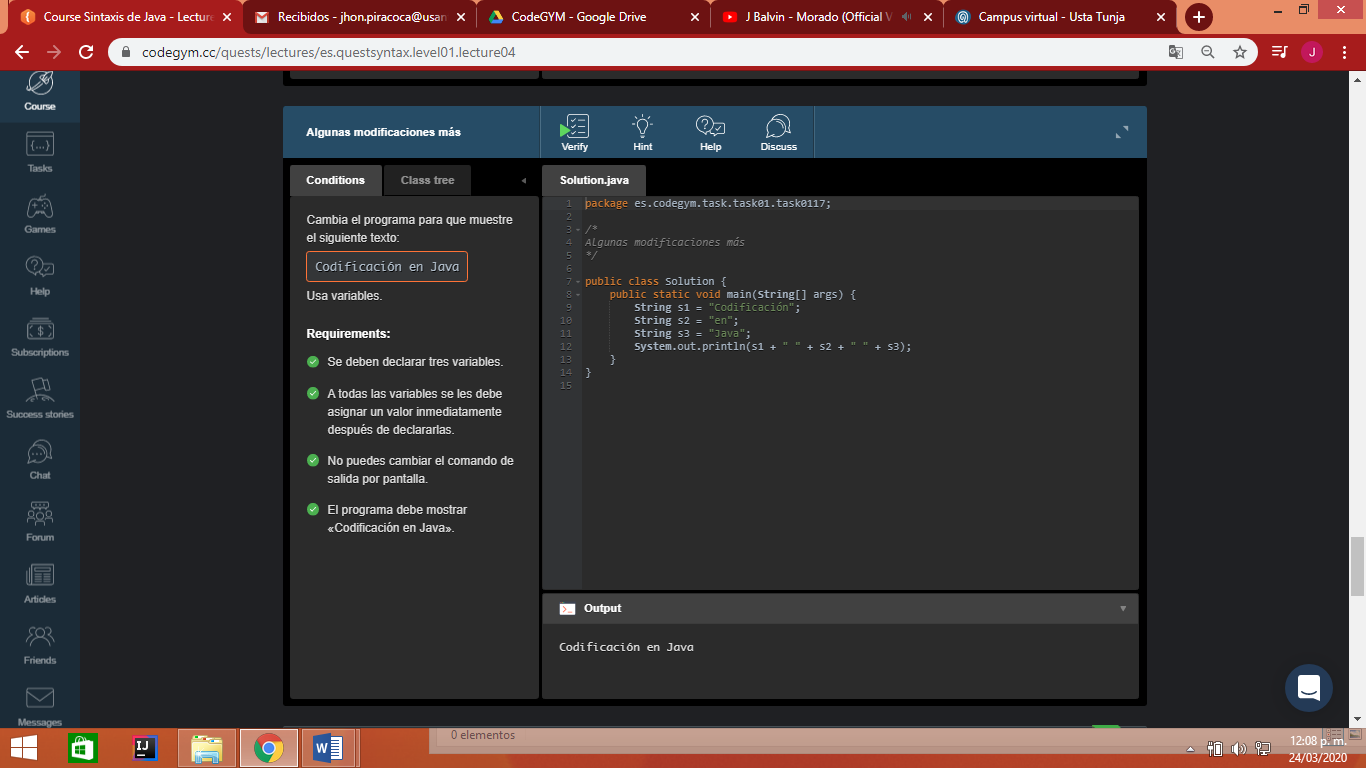 Course Sintaxis de Java - Lecture
Recibidos - jhon.piracoca@usan
CodeGYM - Google Drive
J Balvin - Morado (Official V
Campus virtual - Usta Tunja
codegym.cc/quests/lectures/es.questsyntax.level01.lecture04
J
Course
Tasks
Games
Help
Subscriptions
Success stories
Chat
Forum
Articles
Friends
Messages
Algunas modificaciones más
Verify
Hint
Help
Discuss
Conditions
Class tree
Cambia el programa para que muestre
el siguiente texto:
Codificación en Java
Usa variables.
Requirements:
Se deben declarar tres variables.
A todas las variables se les debe
asignar un valor inmediatamente
después de declararlas.
No puedes cambiar el comando de
salida por pantalla.
El programa debe mostrar
«Codificación en Java».
Solution.java
1 package es.codegym.task.task01.task0117;
2
3 /*
4 Algunas modificaciones más
5 */
6
7 public class Solution {
8 public static void main(String[] args) {
9 String s1 = "Codificación";
10 String s2 = "en";
11 String s3 = "Java";
12 System.out.println(s1 + " " + s2 + " " + s3);
13 }
14 }
15
Output
Codificación en Java
0 elementos
12:08 p. m.
24/03/2020